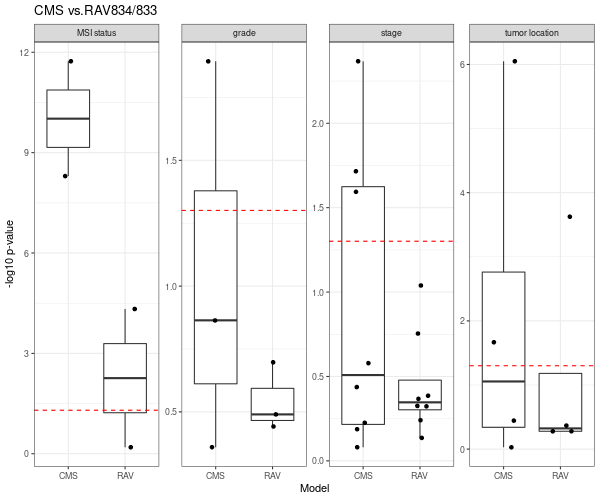 CMS vs.RAV834/833
MSI status
grade
stage
tumor location
12
9
6
3
0
1.5
1.0
0.5
2.0
1.5
1.0
0.5
0.0
6
4
2
0
-log10 p-value
CMS RAV
CMS RAV
CMS RAV
CMS RAV
Model